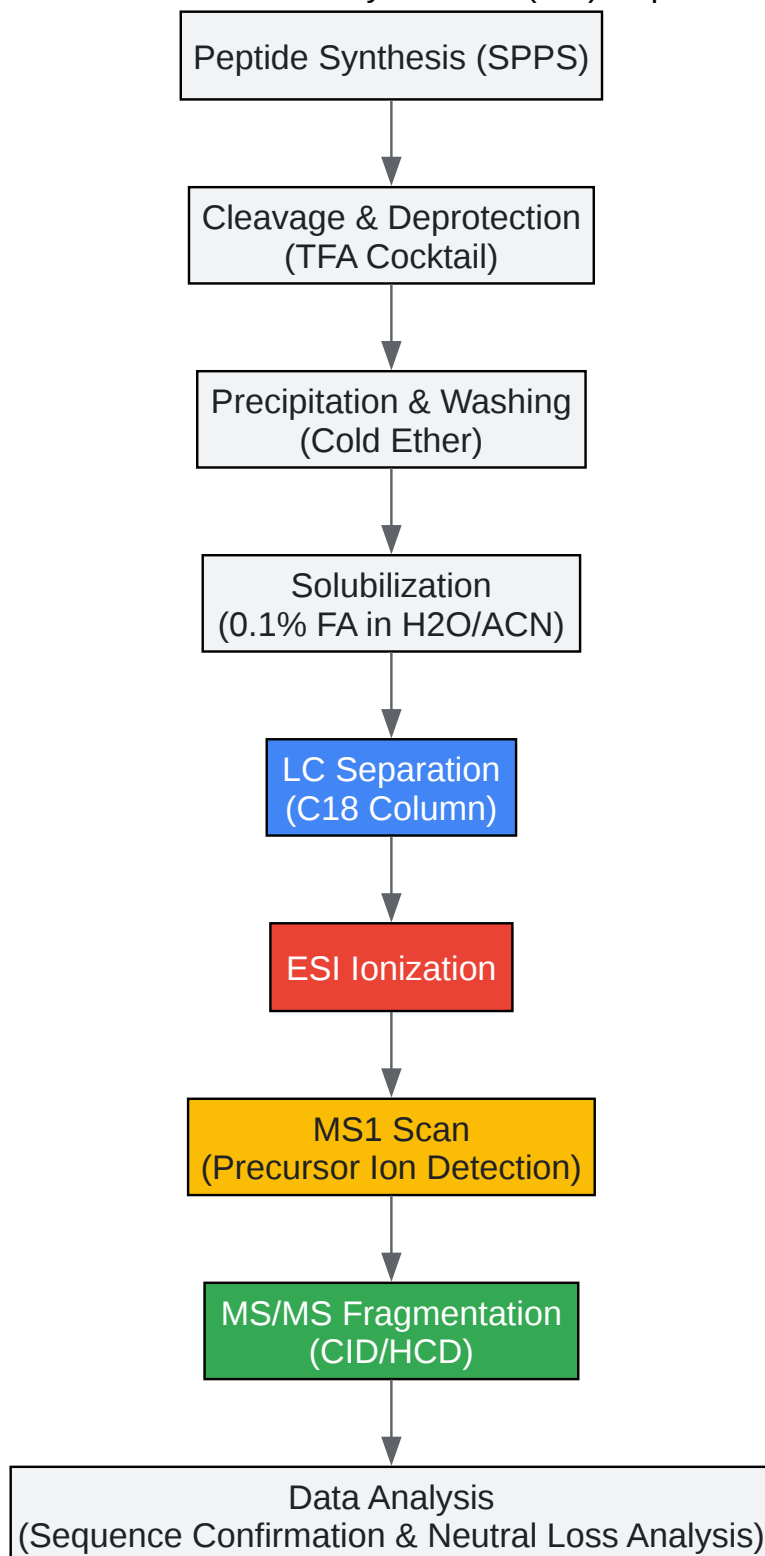 Peptide Synthesis (SPPS)
Cleavage & Deprotection
(TFA Cocktail)
Precipitation & Washing
(Cold Ether)
Solubilization
(0.1% FA in H2O/ACN)
LC Separation
(C18 Column)
ESI Ionization
MS1 Scan
(Precursor Ion Detection)
MS/MS Fragmentation
(CID/HCD)
Data Analysis
(Sequence Confirmation & Neutral Loss Analysis)